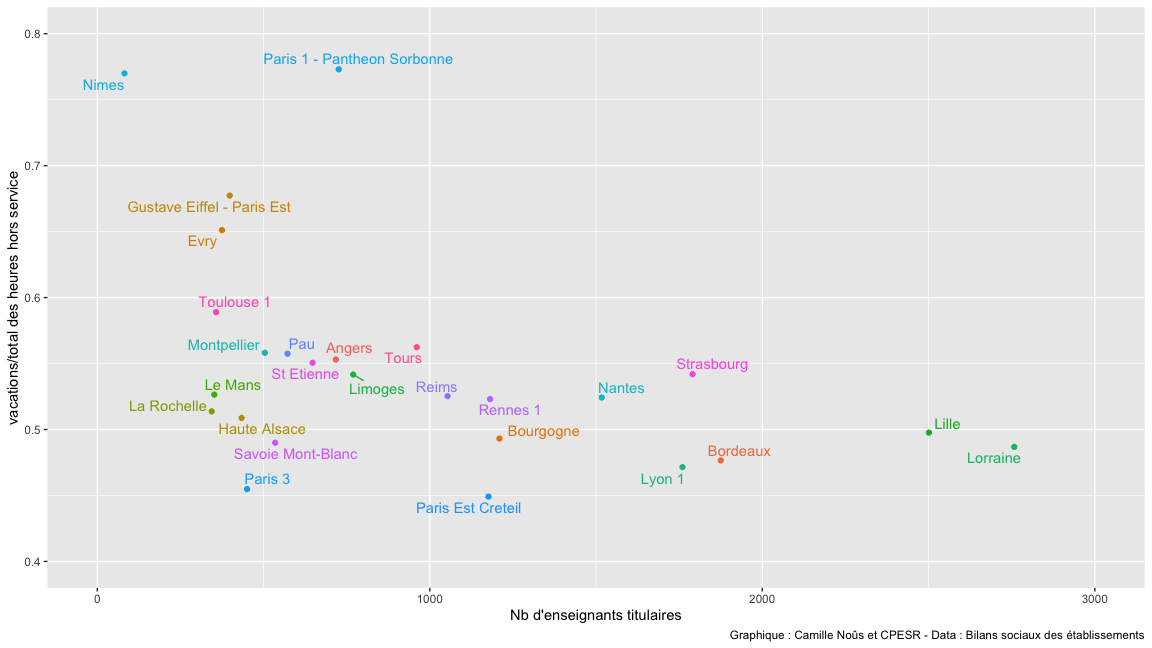 0.8
0.7
0.6
0.5
0.4
vacations/total des heures hors service
Paris 1 - Pantheon Sorbonne
Nimes
Gustave Eiffel - Paris Est
Evry
Toulouse 1
Montpellier
Pau
Angers
Tours
St Etienne
Strasbourg
Le Mans
Limoges
Reims
Nantes
La Rochelle
Rennes 1
Haute Alsace
Bourgogne
Lille
Savoie Mont-Blanc
Bordeaux
Lorraine
Paris 3
Lyon 1
Paris Est Creteil
0 1000 2000 3000
Nb d'enseignants titulaires
Graphique : Camille Noûs et CPESR - Data : Bilans sociaux des établissements